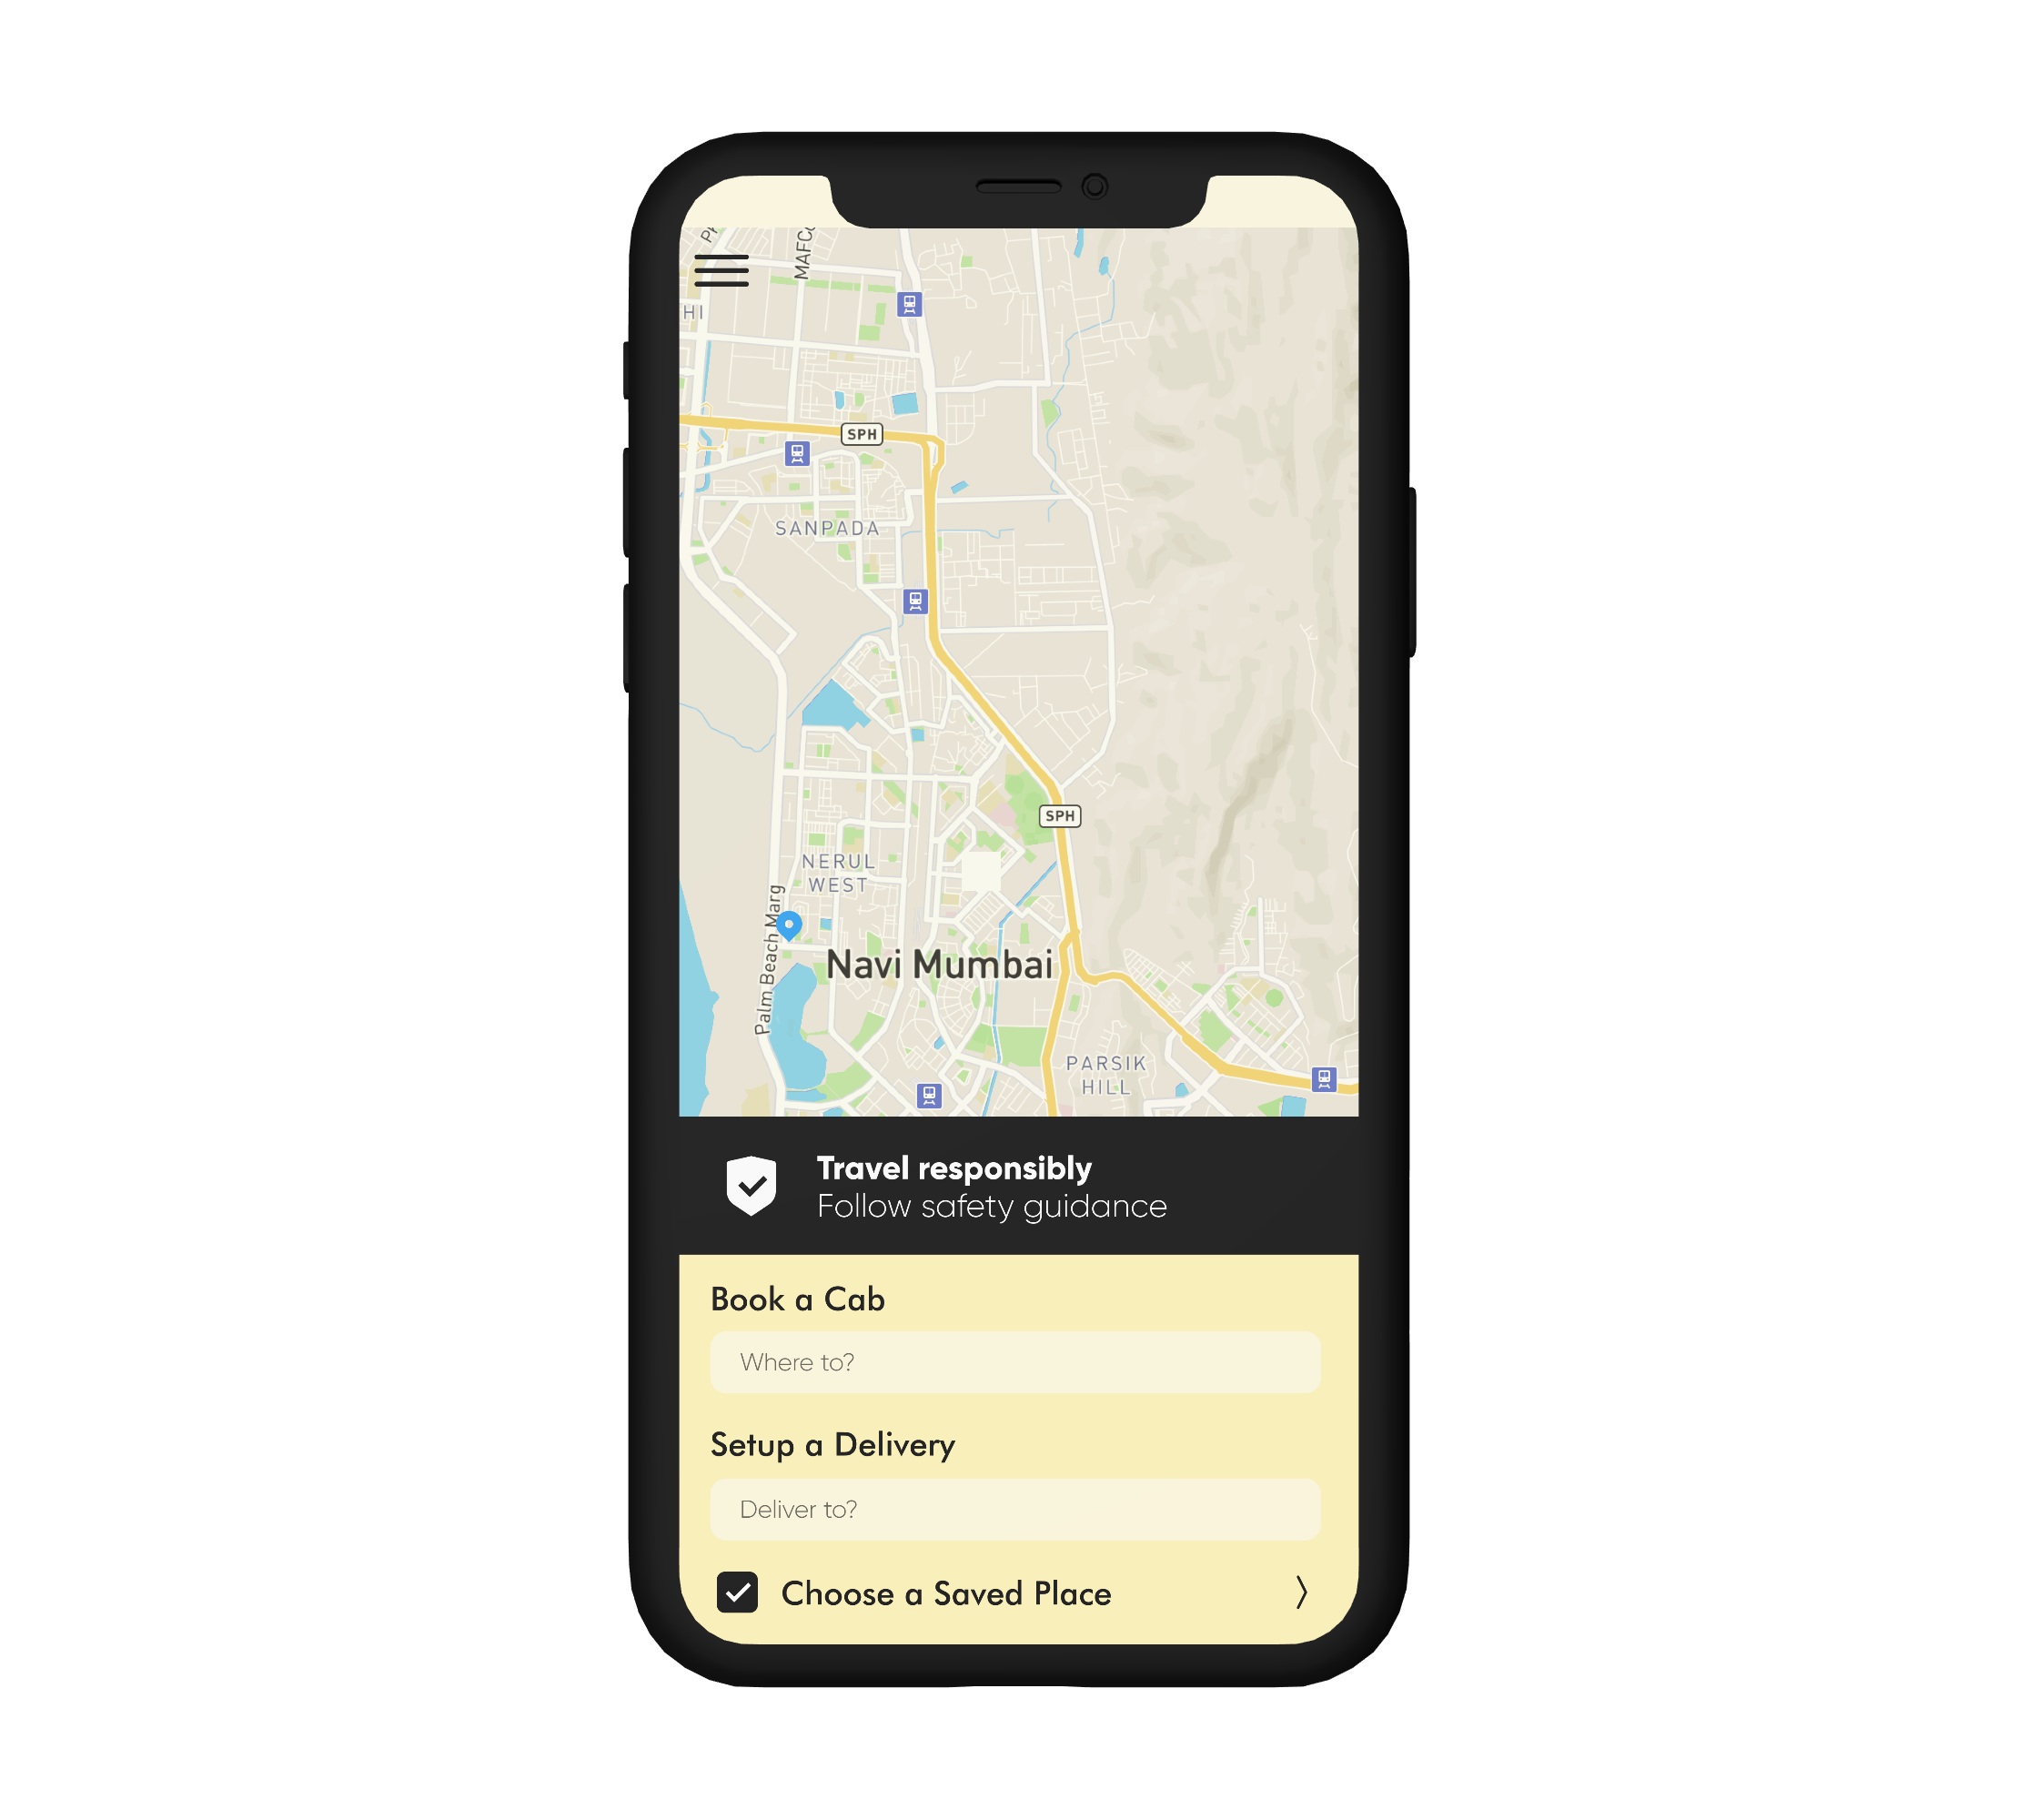 MAFCO
HI
SPH
SANPADA
SPH
NERUL
WEST
Palm Beach Marg
Navi Mumbai
PARSIK
HILL
Travel responsibly
Follow safety guidance
Book a Cab
Where to?
Setup a Delivery
Deliver to?
Choose a Saved Place